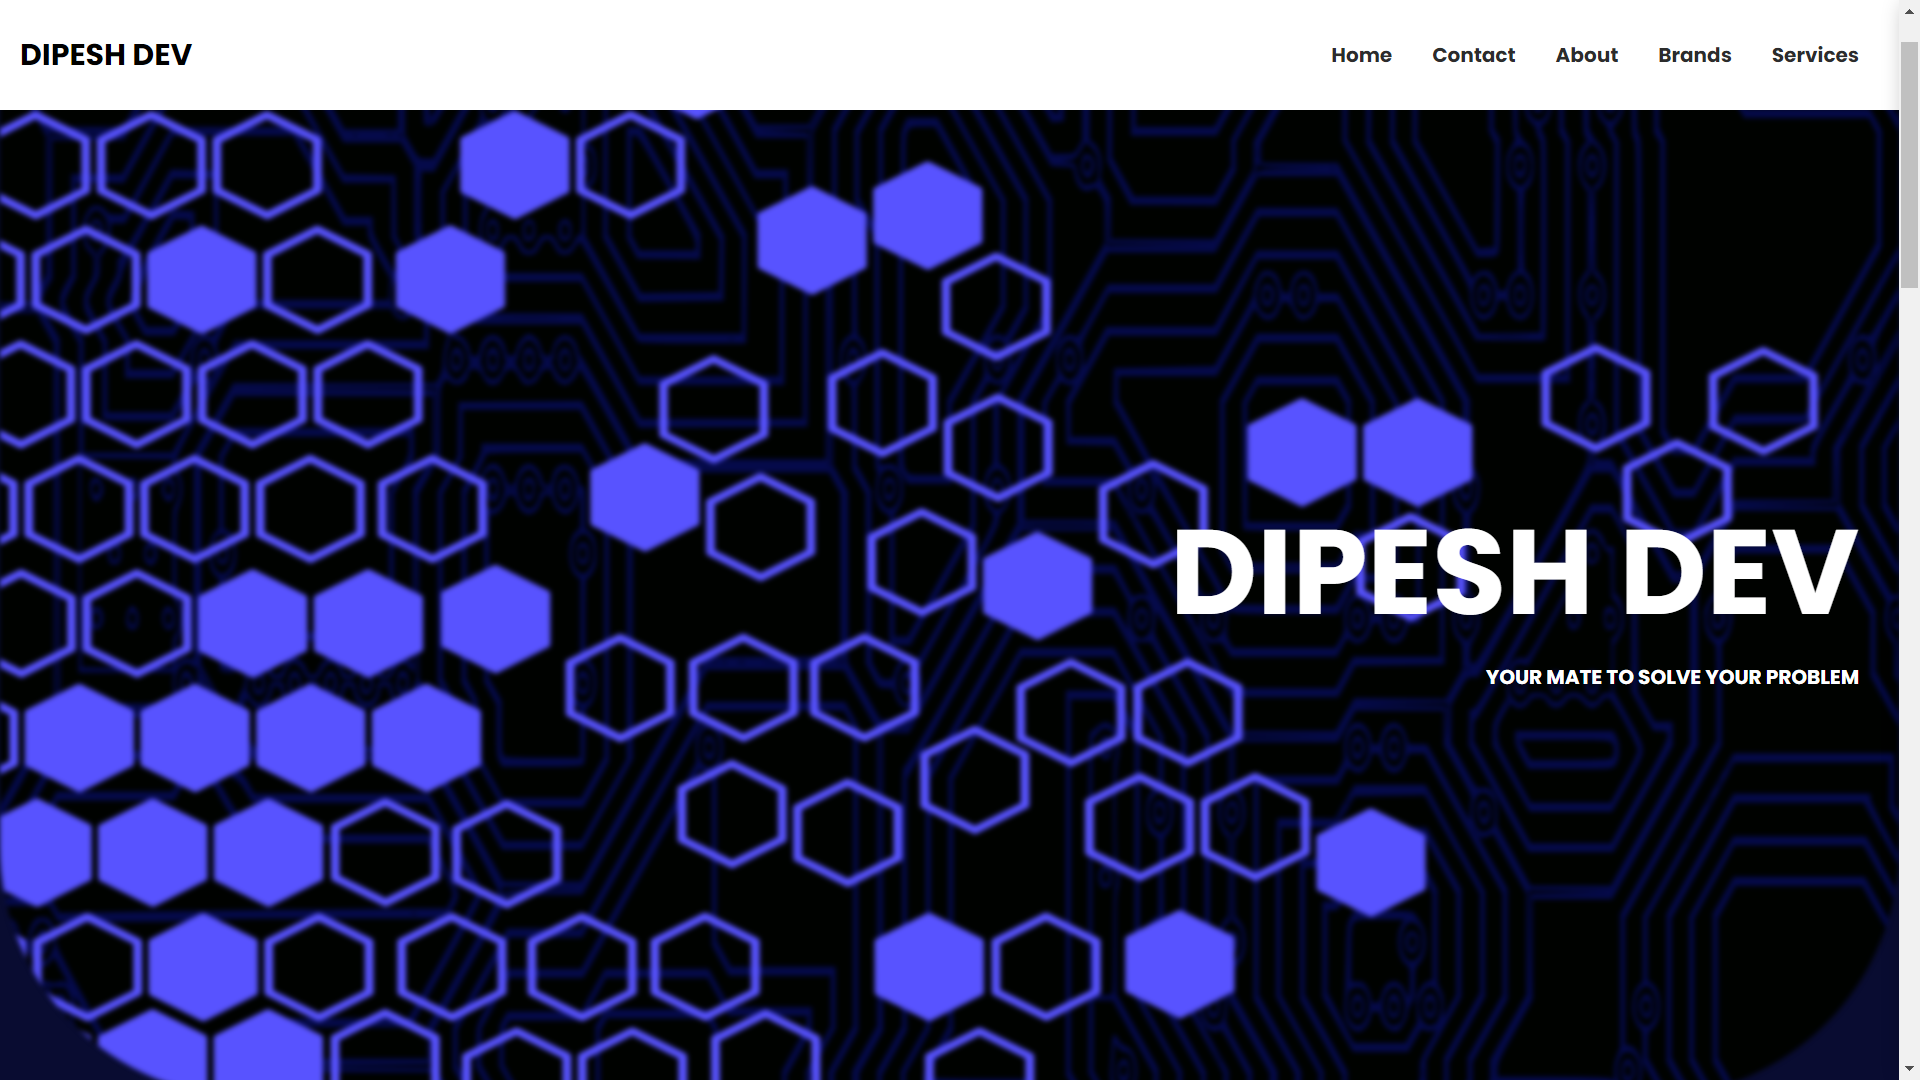 DIPESH DEV
Home Contact About Brands Services
DIPESH DEV
YOUR MATE TO SOLVE YOUR PROBLEM